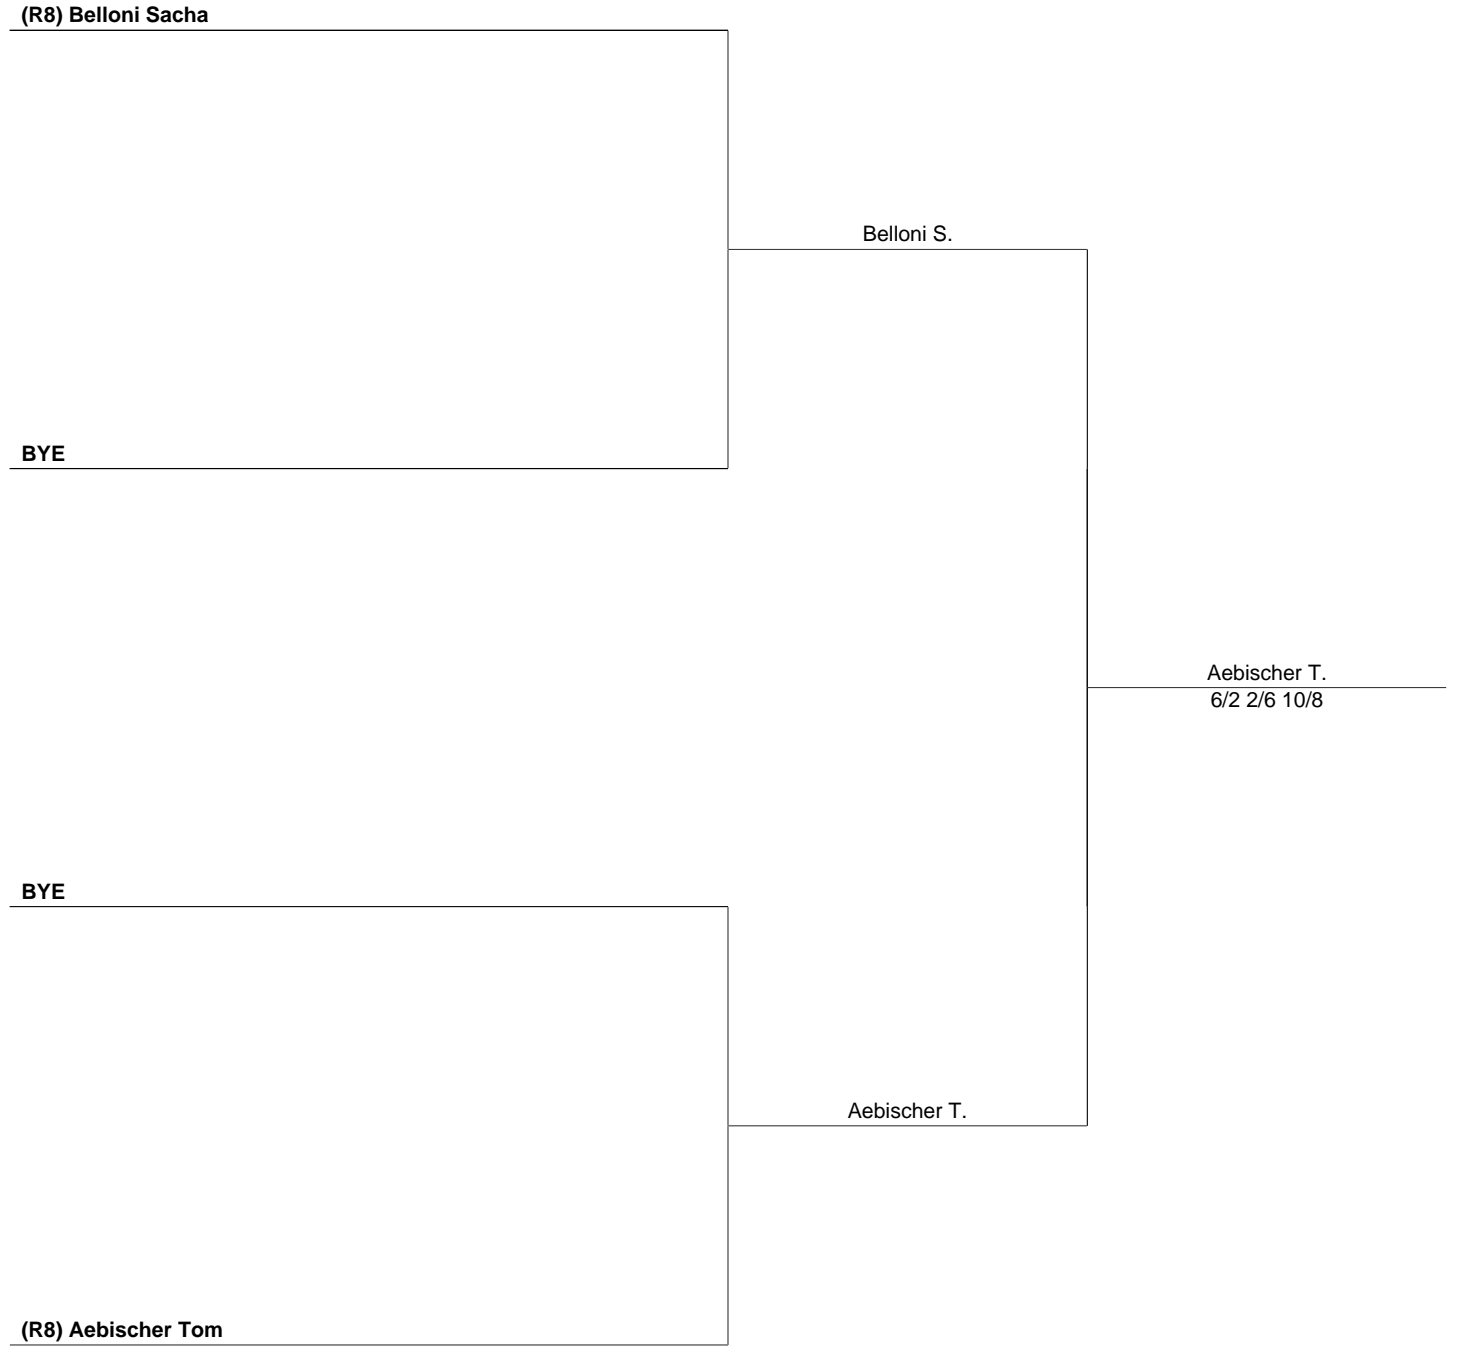 (R8) Belloni Sacha
Belloni S.
BYE
Aebischer T.
6/2 2/6 10/8
BYE
Aebischer T.
(R8) Aebischer Tom